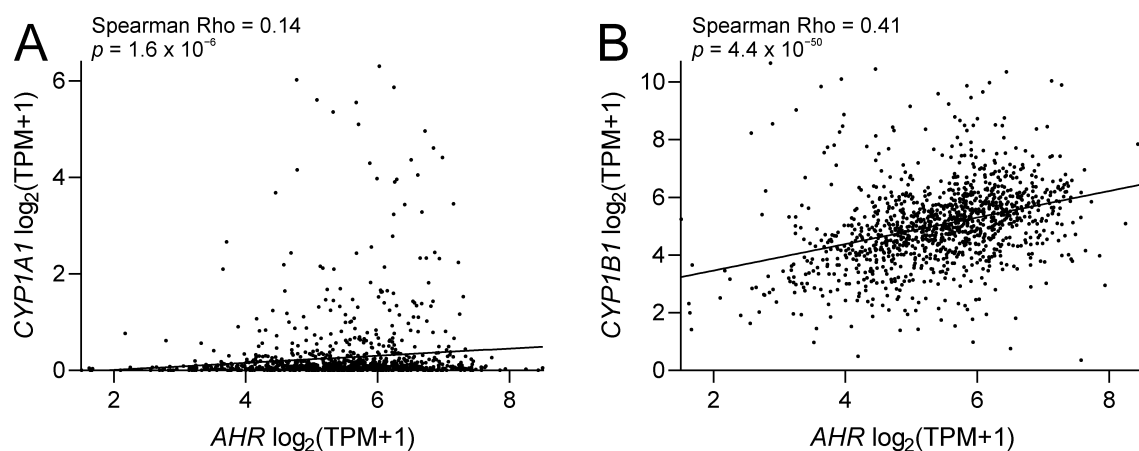 A
Spearman Rho = 0.14
p = 1.6 x 10⁻⁶
CYP1A1 log₂(TPM+1)
6
4
2
0
2
4
6
8
AHR log₂(TPM+1)
B
Spearman Rho = 0.41
p = 4.4 x 10⁻⁵⁰
CYP1B1 log₂(TPM+1)
10
8
6
4
2
0
2
4
6
8
AHR log₂(TPM+1)